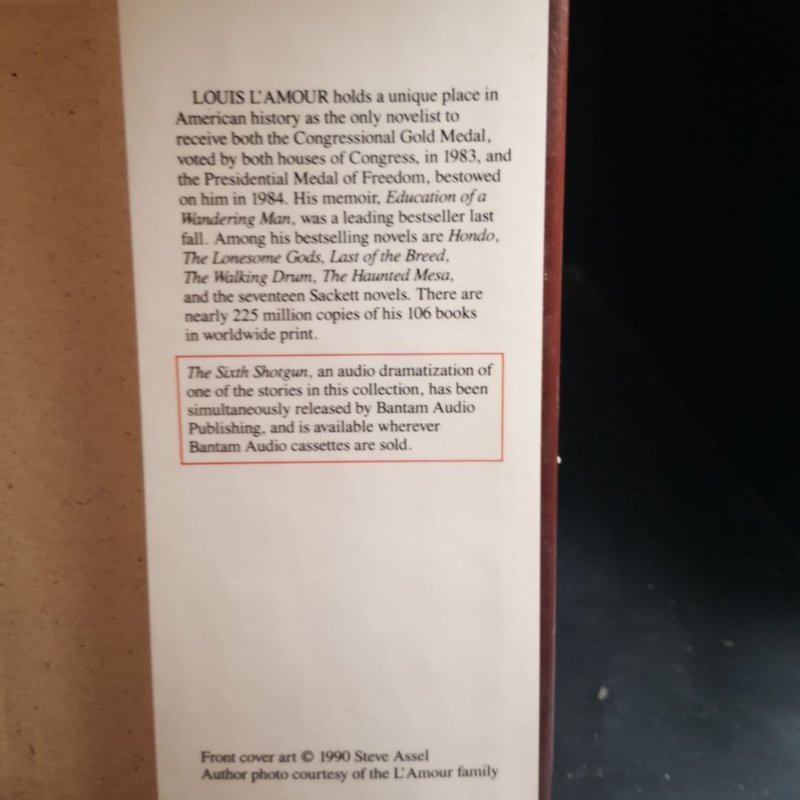 LOUIS L'AMOUR holds a unique place in
American history as the only novelist to
receive both the Congressional Gold Medal,
voted by both houses of Congress, in 1983, and
the Presidential Medal of Freedom, bestowed
on him in 1984. His memoir, Education of a
Wandering Man, was a leading bestseller last
fall. Among his bestselling novels are Hondo,
The Lonesome Gods, Last of the Breed,
The Walking Drum, The Haunted Mesa,
and the seventeen Sackett novels. There are
nearly 225 million copies of his 106 books
in worldwide print.
The Sixth Shotgun, an audio dramatization of
one of the stories in this collection, has been
simultaneously released by Bantam Audio
Publishing, and is available wherever
Bantam Audio cassettes are sold.
Front cover art © 1990 Steve Assel
Author photo courtesy of the L'Amour family